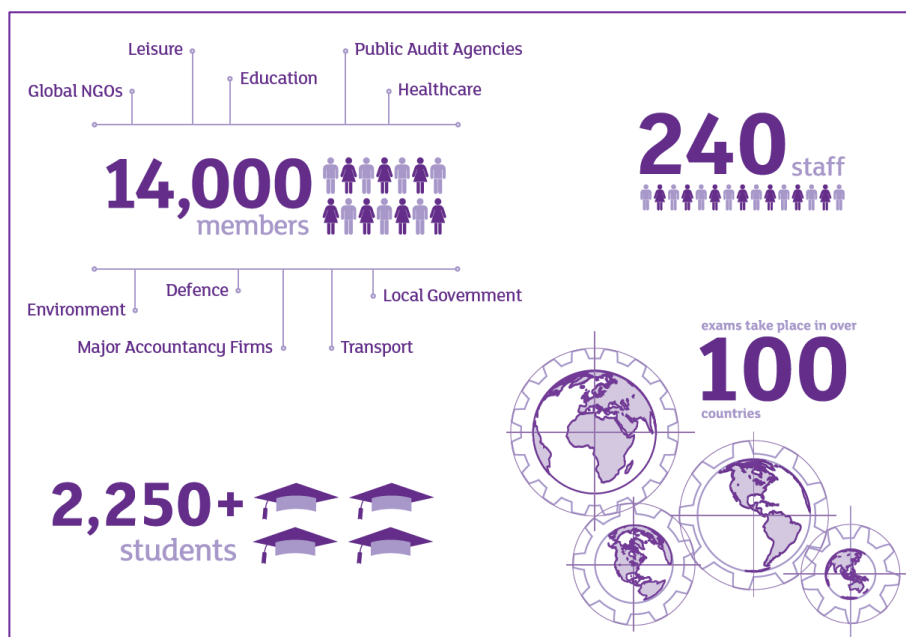 Leisure
Public Audit Agencies
Education
Global NGOs
Healthcare
14,000
members
240
staff
Environment
Defence
Local Government
Major Accountancy Firms
Transport
exams take place in over
100
countries
2,250+
students